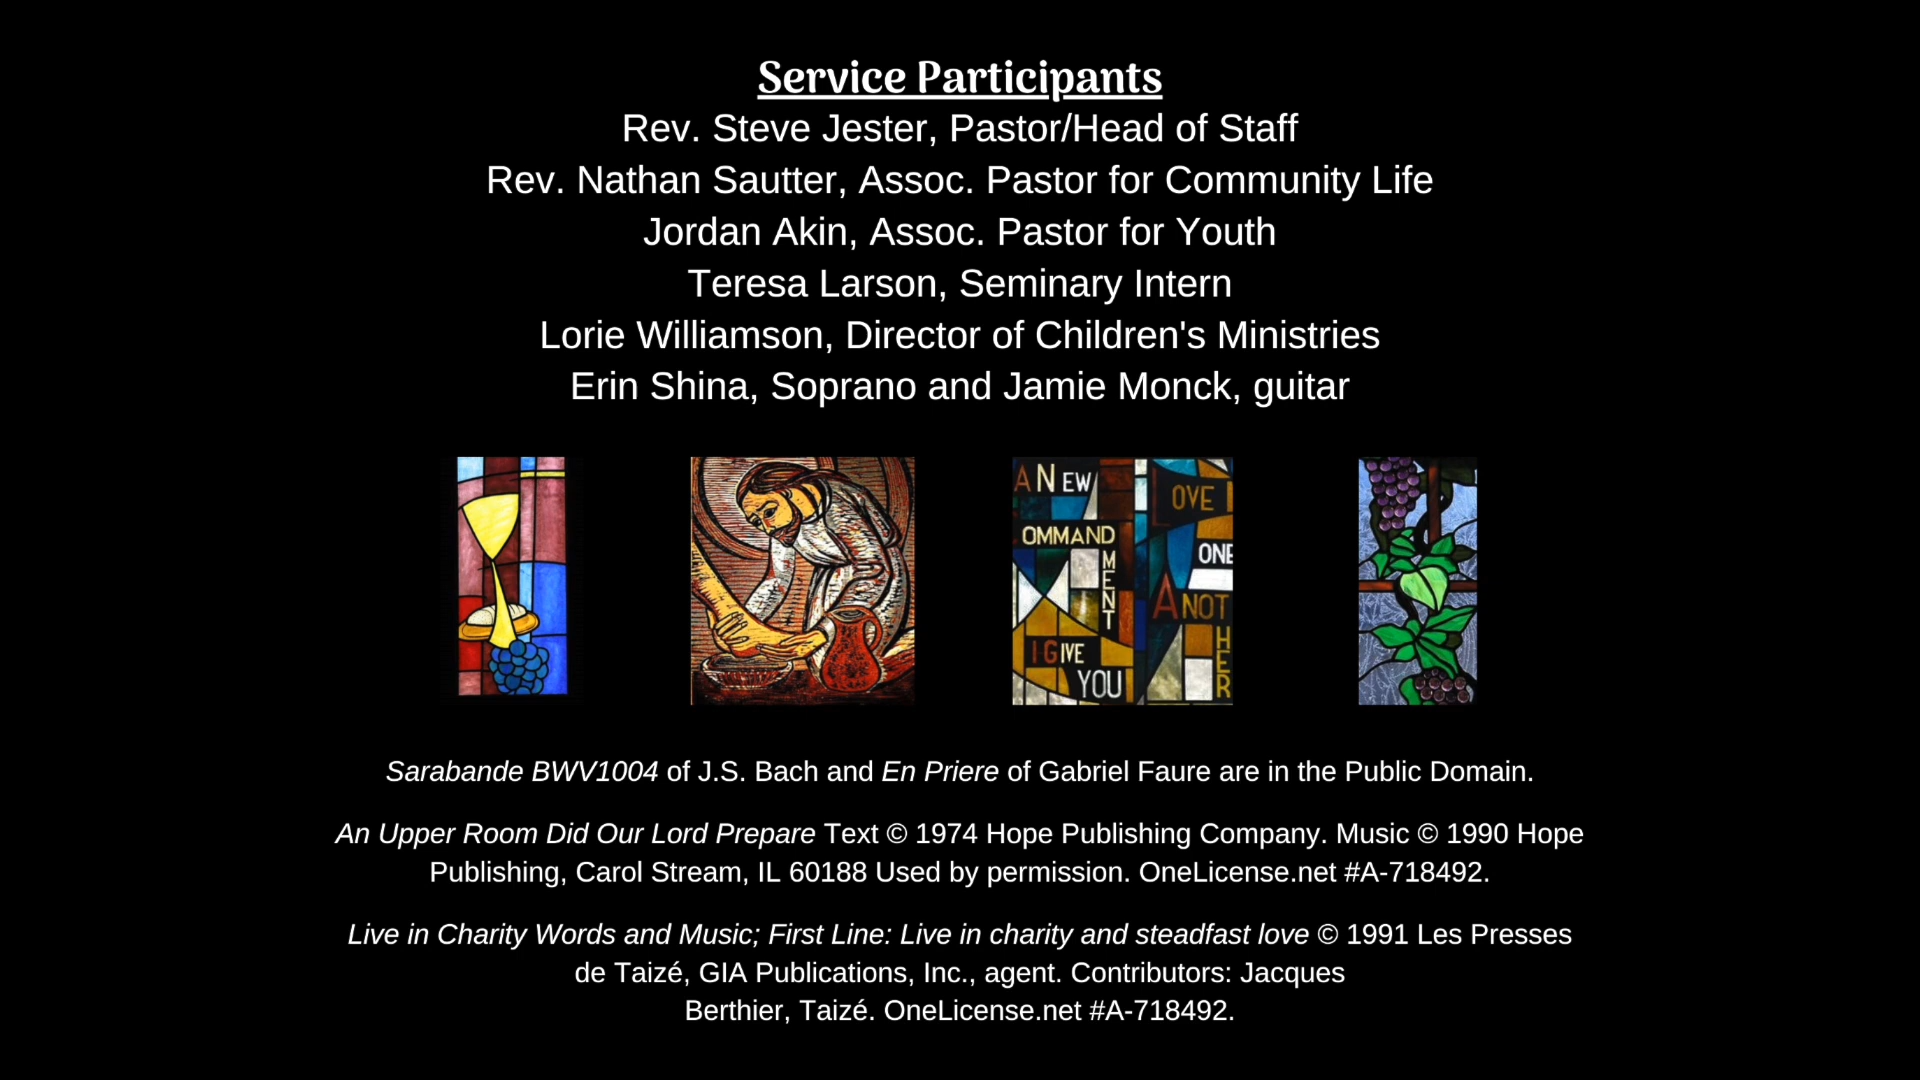 Service Participants
Rev. Steve Jester, Pastor/Head of Staff
Rev. Nathan Sautter, Assoc. Pastor for Community Life
Jordan Akin, Assoc. Pastor for Youth
Teresa Larson, Seminary Intern
Lorie Williamson, Director of Children's Ministries
Erin Shina, Soprano and Jamie Monck, guitar
A NEW
OMMAND
MENT
I GIVE
YOU
LOVE
ONE
ANOT
HER
Sarabande BWV1004 of J.S. Bach and En Priere of Gabriel Faure are in the Public Domain.
An Upper Room Did Our Lord Prepare Text © 1974 Hope Publishing Company. Music © 1990 Hope
Publishing, Carol Stream, IL 60188 Used by permission. OneLicense.net #A-718492.
Live in Charity Words and Music; First Line: Live in charity and steadfast love © 1991 Les Presses
de Taizé, GIA Publications, Inc., agent. Contributors: Jacques
Berthier, Taizé. OneLicense.net #A-718492.